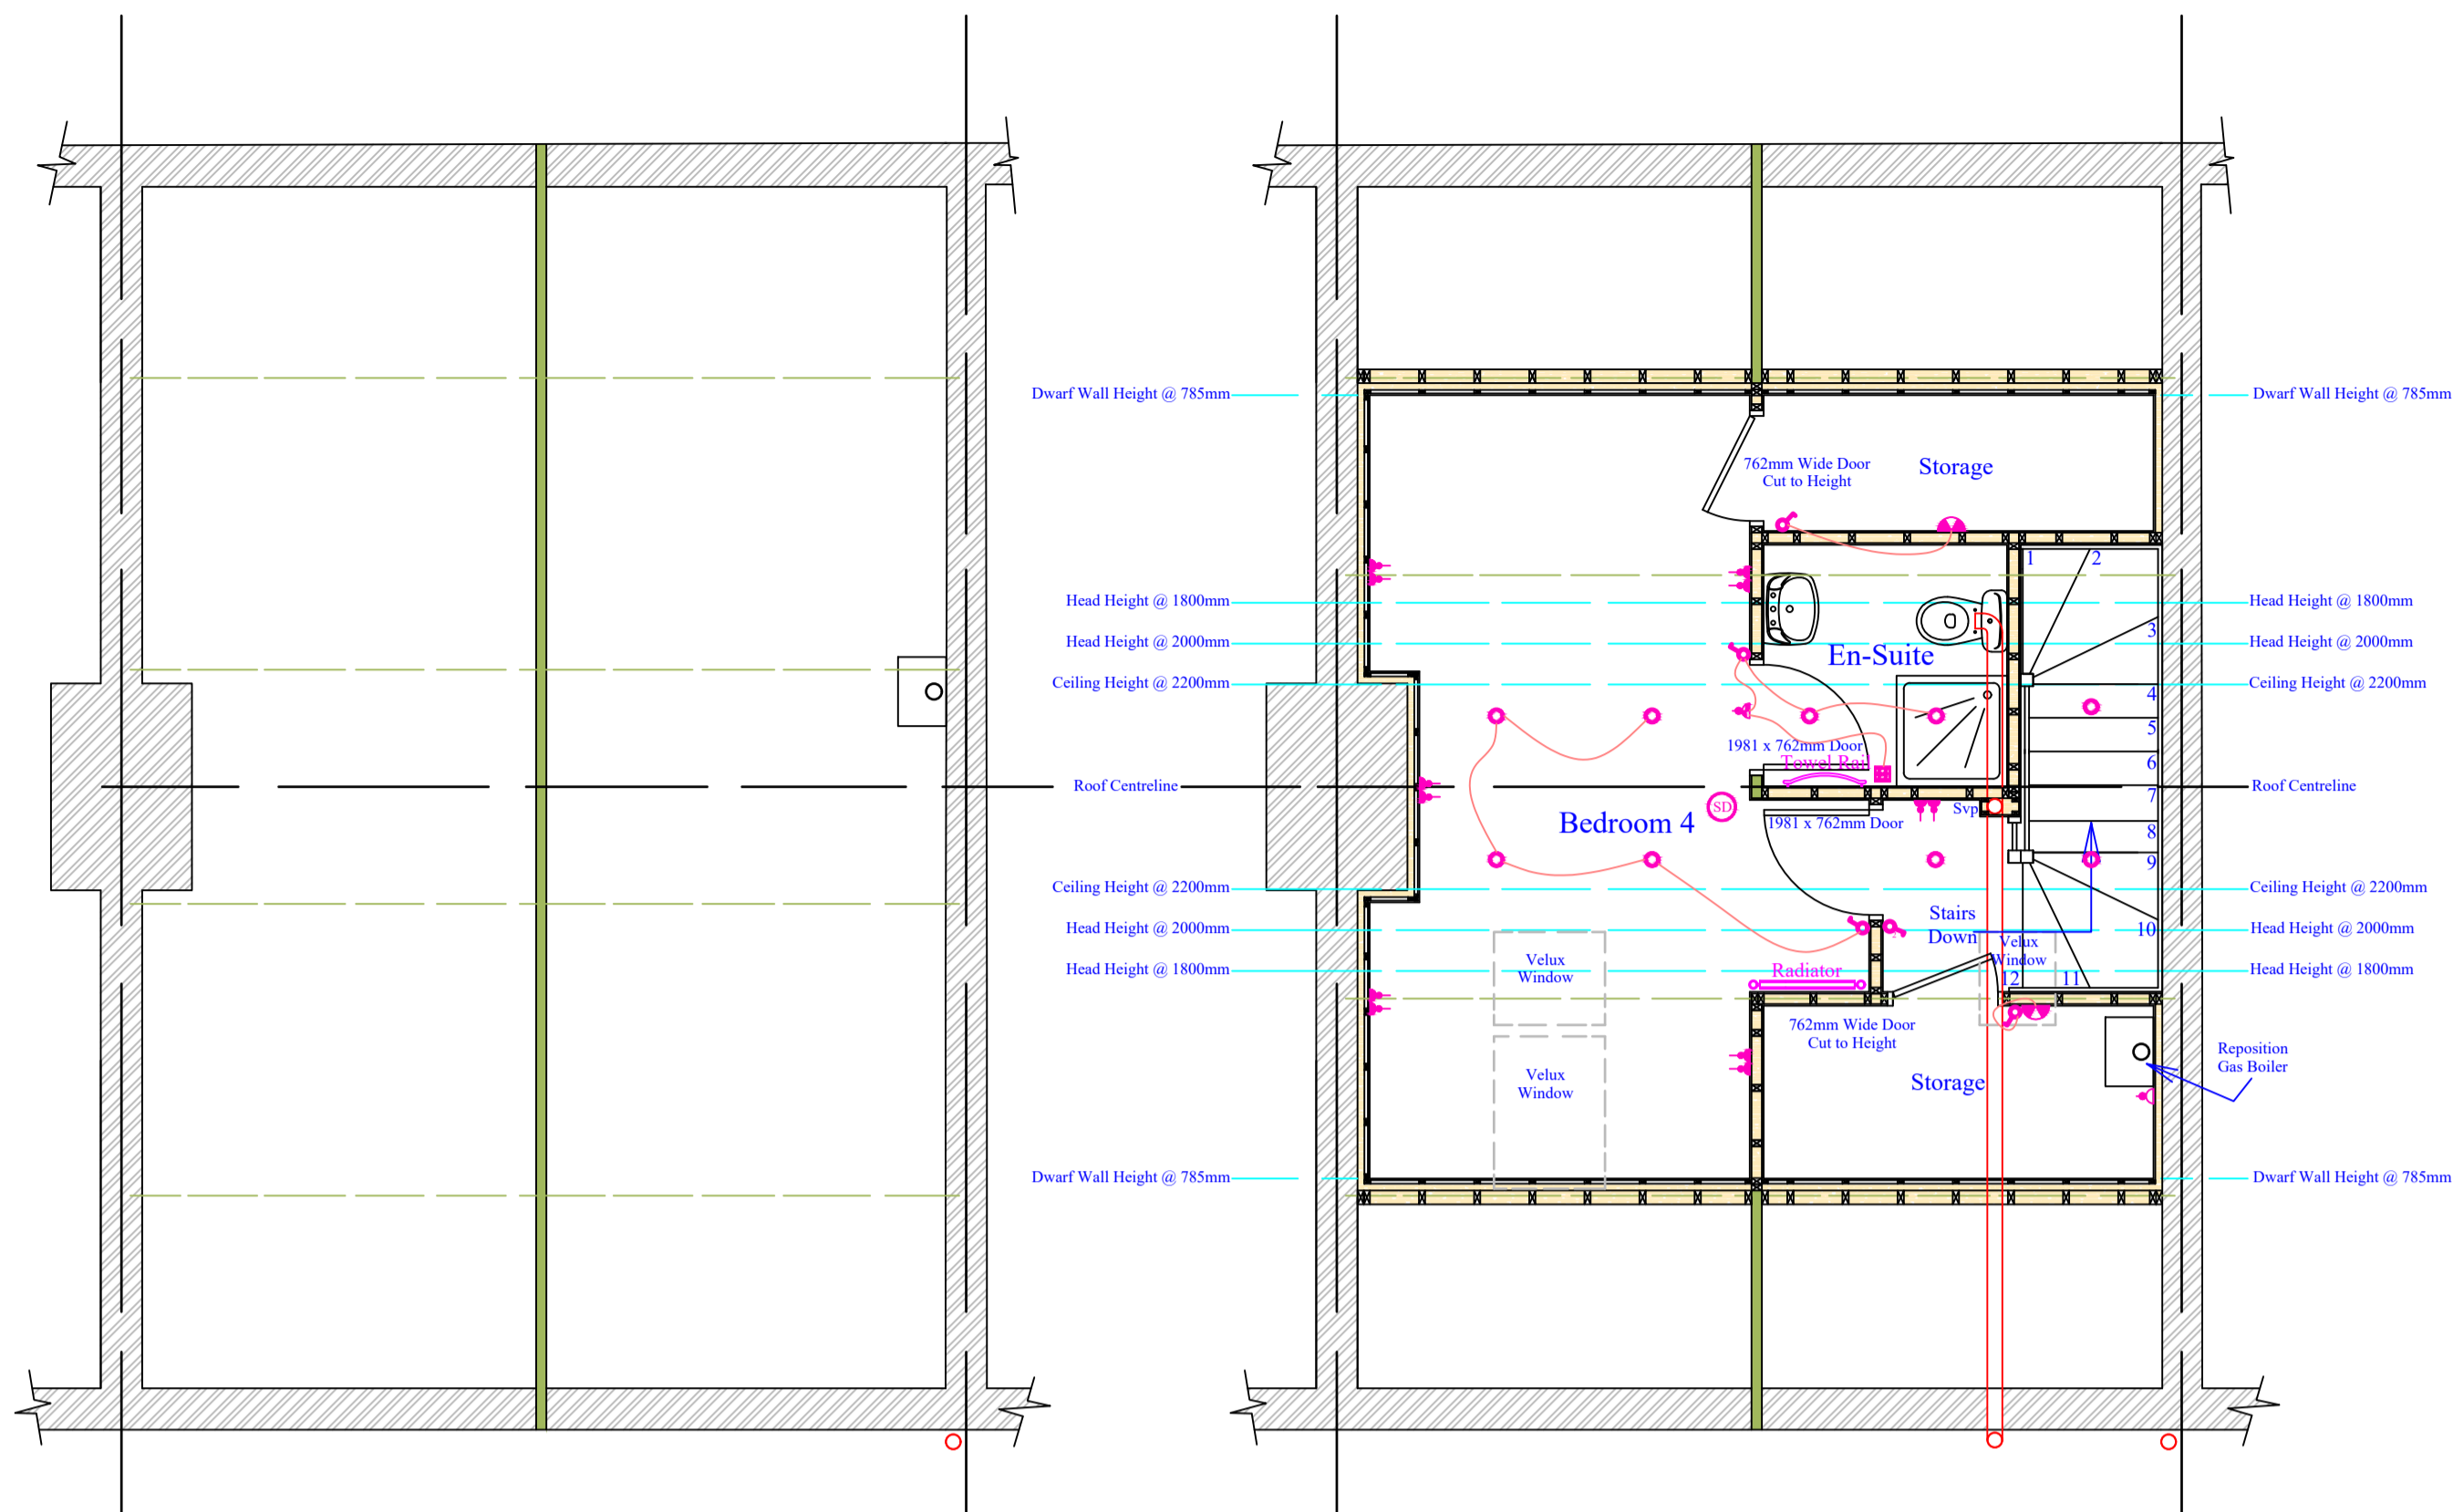 Dwarf Wall Height @ 785mm
Dwarf Wall Height @ 785mm
762mm Wide Door
Cut to Height
Storage
1
2
Head Height @ 1800mm
Head Height @ 1800mm
3
Head Height @ 2000mm
Head Height @ 2000mm
En-Suite
Ceiling Height @ 2200mm
Ceiling Height @ 2200mm
4
5
1981 x 762mm Door
Towel Rail
6
Roof Centreline
Roof Centreline
7
SD
Svp
Bedroom 4
1981 x 762mm Door
8
9
Ceiling Height @ 2200mm
Ceiling Height @ 2200mm
Stairs
Down
Head Height @ 2000mm
Head Height @ 2000mm
10
Velux
Window
Velux
Window
Head Height @ 1800mm
Head Height @ 1800mm
Radiator
12
11
762mm Wide Door
Cut to Height
Reposition
Gas Boiler
Velux
Window
Storage
Dwarf Wall Height @ 785mm
Dwarf Wall Height @ 785mm